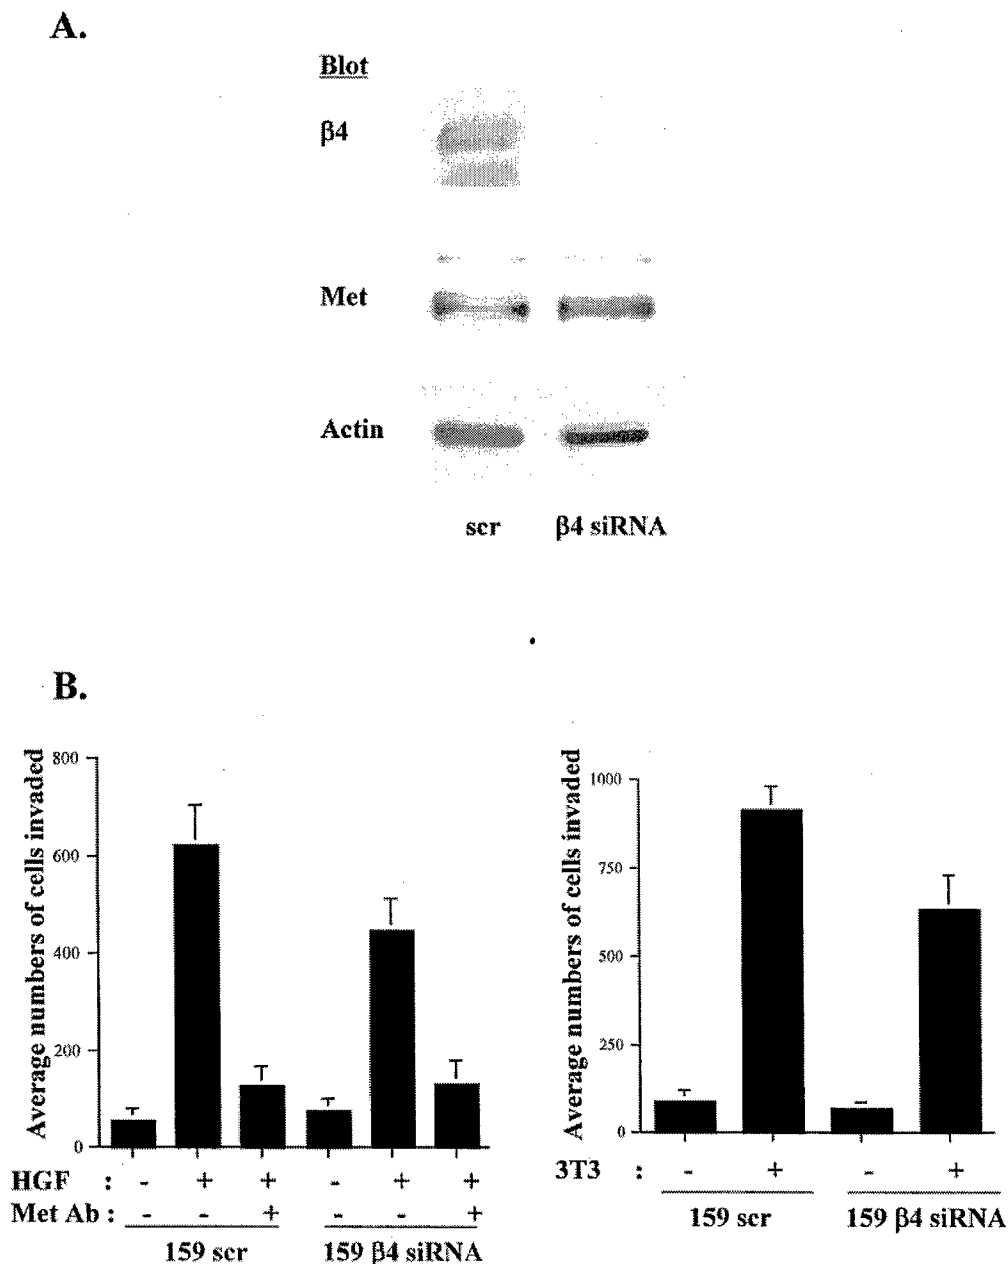 A.
Blot
β4
Met
Actin
scr β4 siRNA
B.
Average numbers of cells invaded
800
600
400
200
0
HGF : - + + - + +
Met Ab : - - + - - +
159 scr 159 β4 siRNA
Average numbers of cells invaded
1000
750
500
250
0
3T3 : - + - +
159 scr 159 β4 siRNA